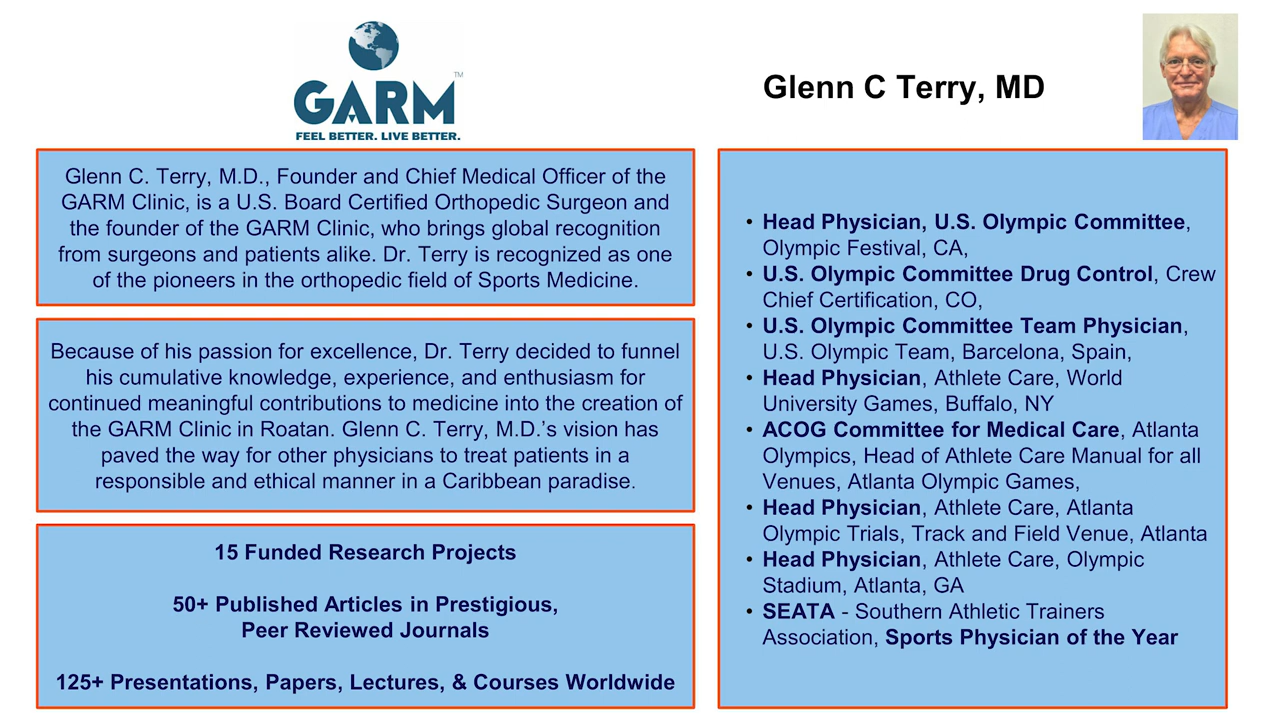 GARM™
FEEL BETTER. LIVE BETTER.
Glenn C Terry, MD
Glenn C. Terry, M.D., Founder and Chief Medical Officer of the
GARM Clinic, is a U.S. Board Certified Orthopedic Surgeon and
the founder of the GARM Clinic, who brings global recognition
from surgeons and patients alike. Dr. Terry is recognized as one
of the pioneers in the orthopedic field of Sports Medicine.
Because of his passion for excellence, Dr. Terry decided to funnel
his cumulative knowledge, experience, and enthusiasm for
continued meaningful contributions to medicine into the creation of
the GARM Clinic in Roatan. Glenn C. Terry, M.D.’s vision has
paved the way for other physicians to treat patients in a
responsible and ethical manner in a Caribbean paradise.
15 Funded Research Projects
50+ Published Articles in Prestigious,
Peer Reviewed Journals
125+ Presentations, Papers, Lectures, & Courses Worldwide
• Head Physician, U.S. Olympic Committee,
Olympic Festival, CA,
• U.S. Olympic Committee Drug Control, Crew
Chief Certification, CO,
• U.S. Olympic Committee Team Physician,
U.S. Olympic Team, Barcelona, Spain,
• Head Physician, Athlete Care, World
University Games, Buffalo, NY
• ACOG Committee for Medical Care, Atlanta
Olympics, Head of Athlete Care Manual for all
Venues, Atlanta Olympic Games,
• Head Physician, Athlete Care, Atlanta
Olympic Trials, Track and Field Venue, Atlanta
• Head Physician, Athlete Care, Olympic
Stadium, Atlanta, GA
• SEATA - Southern Athletic Trainers
Association, Sports Physician of the Year